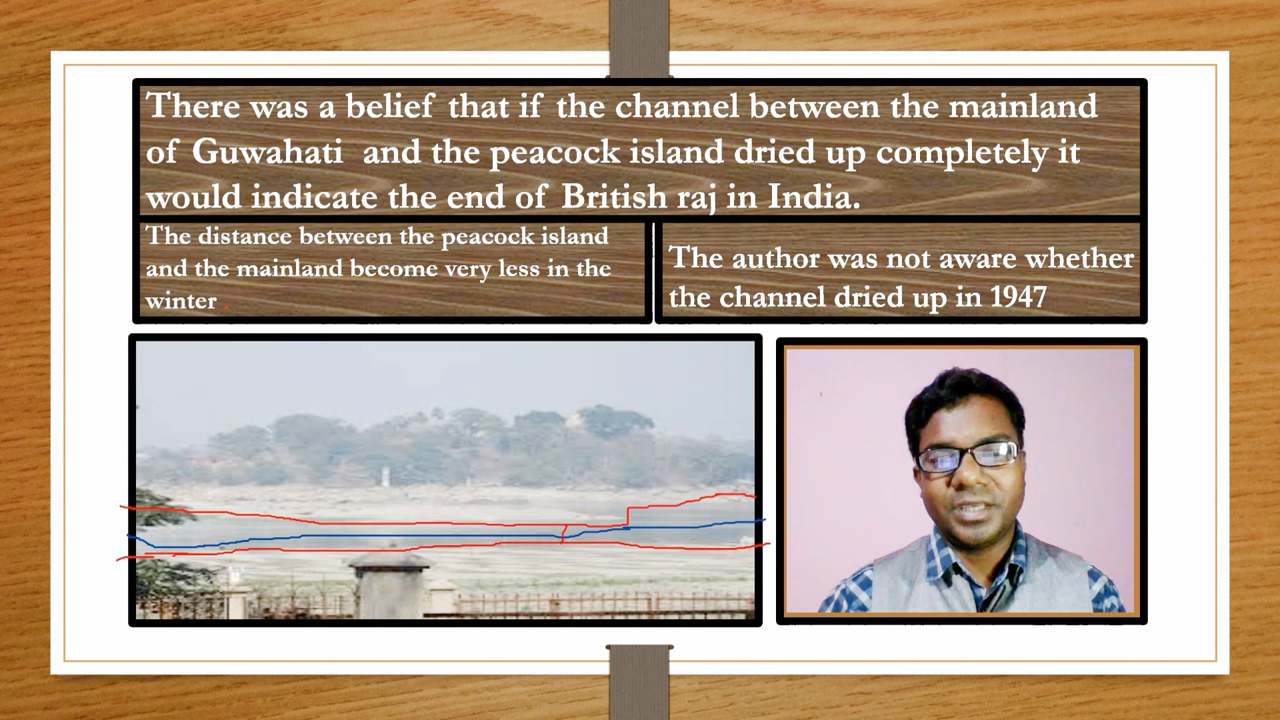 There was a belief that if the channel between the mainland
of Guwahati and the peacock island dried up completely it
would indicate the end of British raj in India.
The distance between the peacock island
and the mainland become very less in the
winter .
The author was not aware whether
the channel dried up in 1947